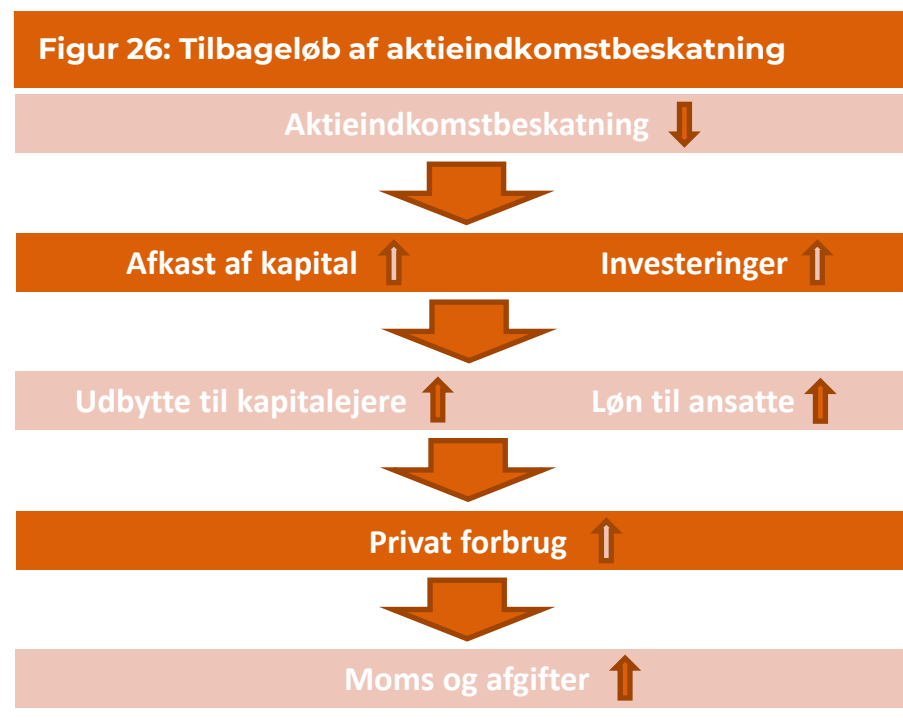 Figur 26: Tilbageløb af aktieindkomstbeskatning
Aktieindkomstbeskatning
Afkast af kapital Investeringer
Udbytte til kapitalejere Løn til ansatte
Privat forbrug
Moms og afgifter